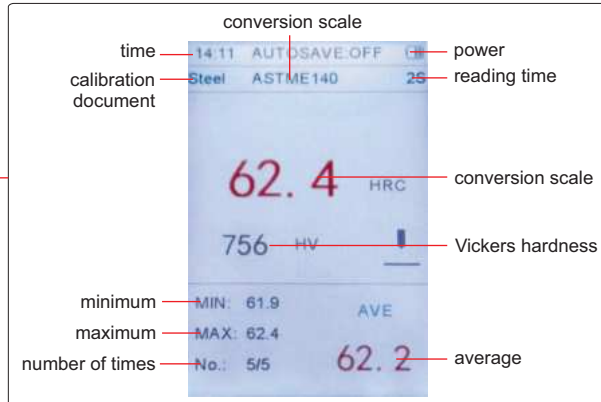 conversion scale
time 14:11 AUTOSAVE:OFF power
calibration document Steel ASTME140 2S reading time
62.4 HRC conversion scale
756 HV Vickers hardness
minimum MIN: 61.9 AVE
maximum MAX: 62.4
number of times No.: 5/5 62.2 average